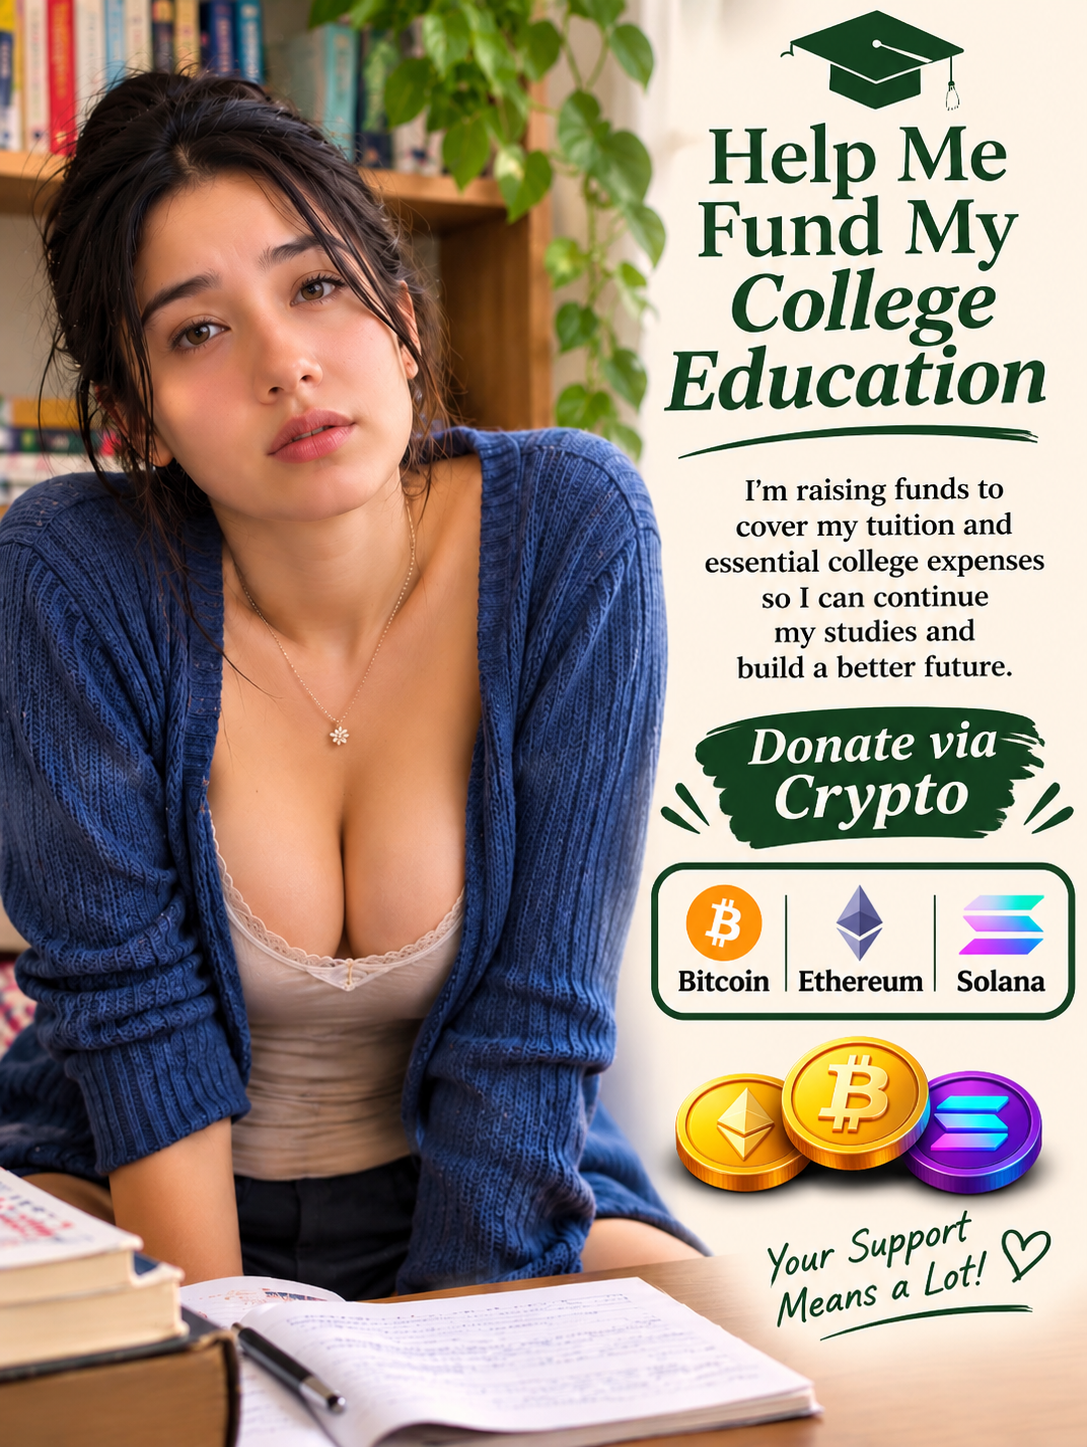 Help Me
Fund My
College
Education
I'm raising funds to
cover my tuition and
essential college expenses
so I can continue
my studies and
build a better future.
Donate via
Crypto
Bitcoin
Ethereum
Solana
Your Support
Means a Lot!